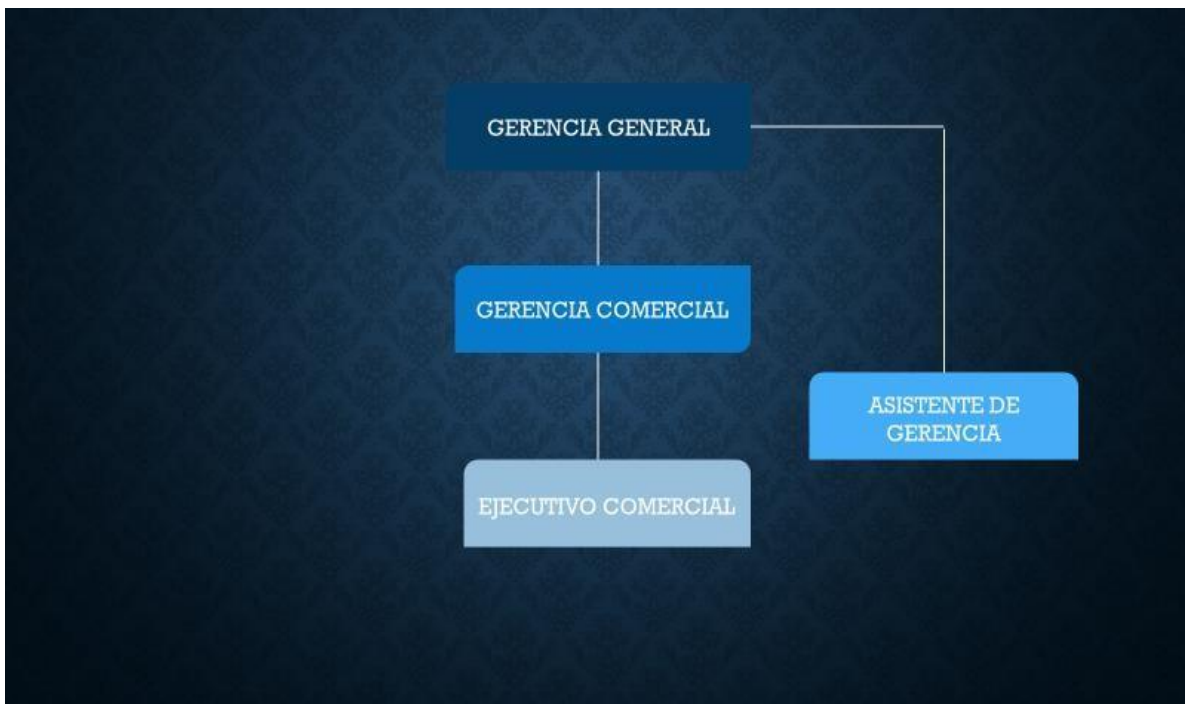 GERENCIA GENERAL
GERENCIA COMERCIAL
ASISTENTE DE
GERENCIA
EJECUTIVO COMERCIAL